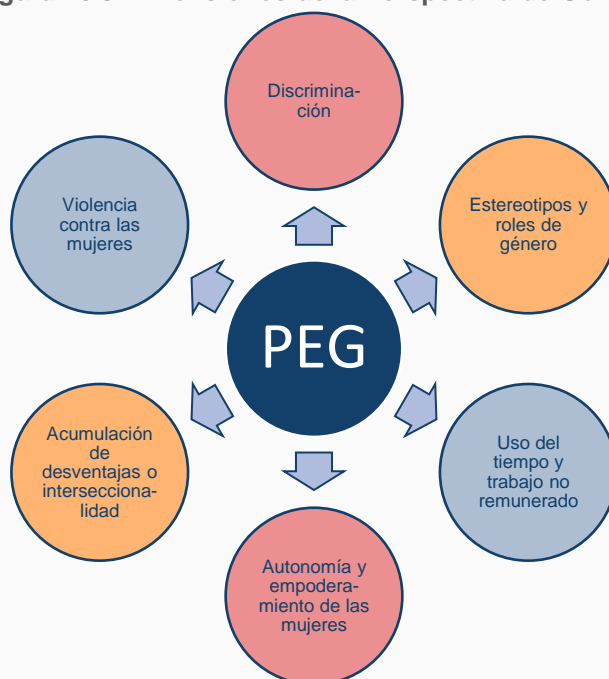 Discrimina-
ción
Violencia
contra las
mujeres
Estereotipos y
roles de
género
PEG
Acumulación
de
desventajas o
intersecciona-
lidad
Uso del
tiempo y
trabajo no
remunerado
Autonomía y
empodera-
miento de las
mujeres